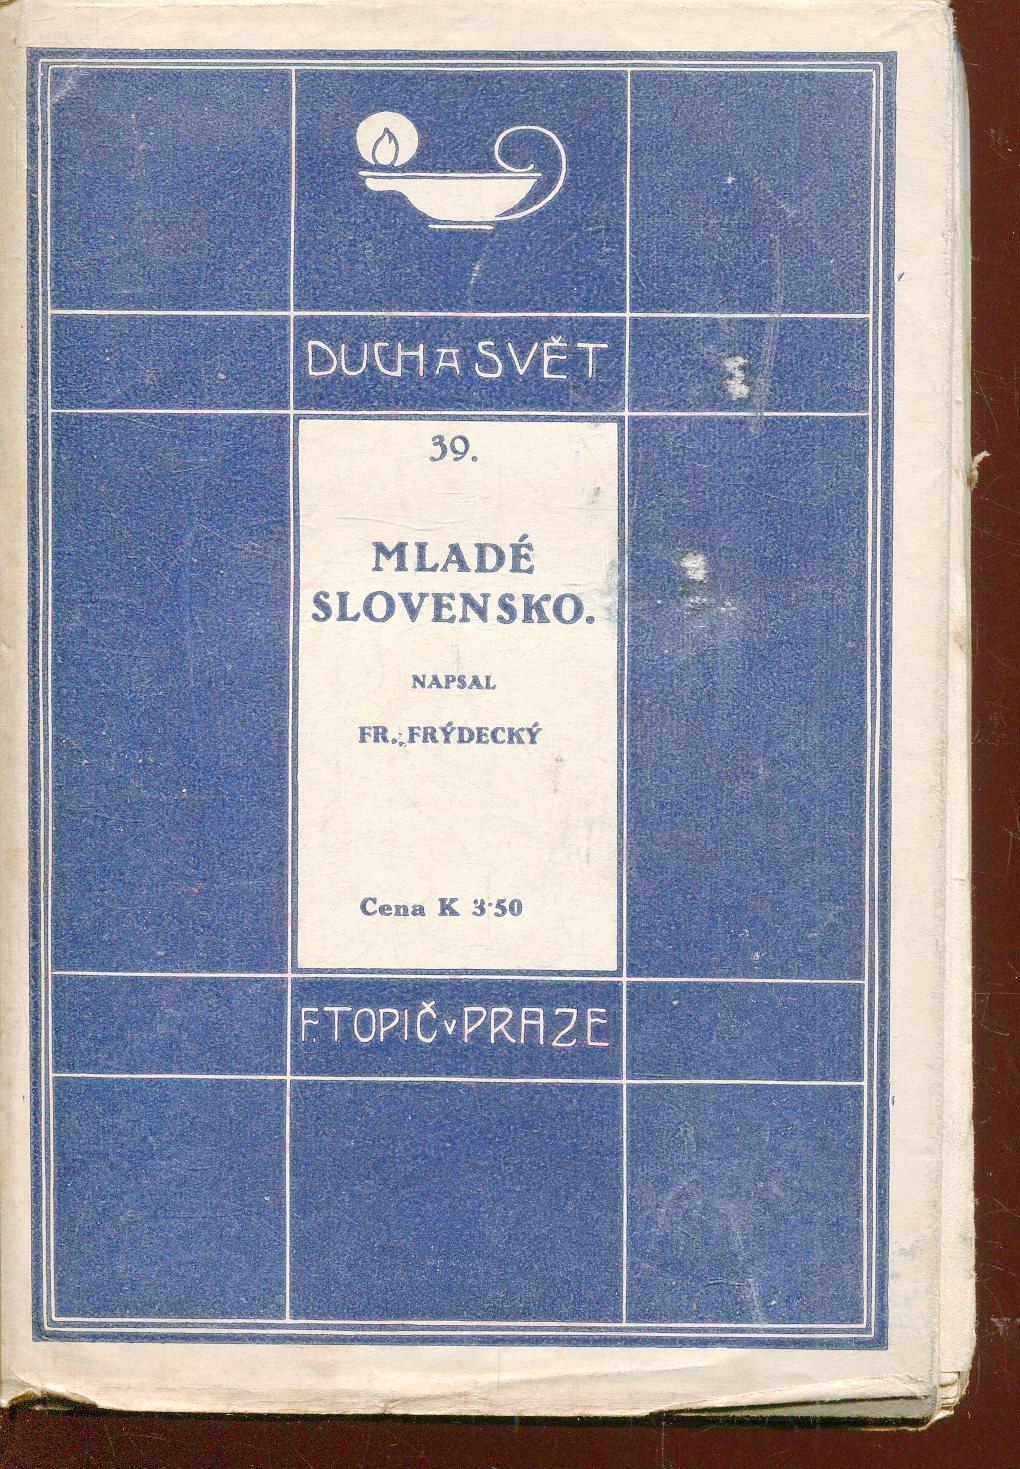 DUCH A SVĚT
39.
MLADÉ
SLOVENSKO.
NAPSAL
FR. FRÝDECKÝ
Cena K 3·50
F. TOPIČ V PRAZE